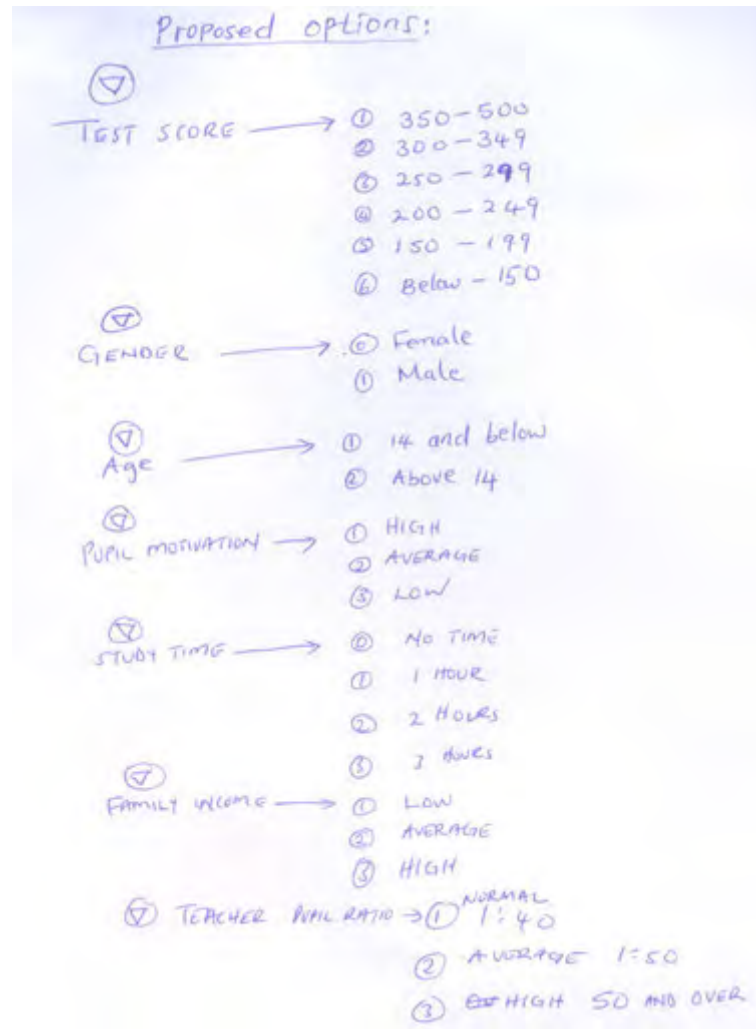 Proposed options:
TEST SCORE → ① 350-500
② 300-349
③ 250-299
④ 200-249
⑤ 150-199
⑥ Below-150
GENDER → ⓪ Female
① Male
Age → ① 14 and below
② Above 14
PUPIL MOTIVATION → ① HIGH
② AVERAGE
③ LOW
STUDY TIME → ⓪ NO TIME
① 1 HOUR
② 2 HOURS
③ 3 HOURS
FAMILY INCOME → ① LOW
② AVERAGE
③ HIGH
TEACHER PUPIL RATIO → ① NORMAL 1:40
② AVERAGE 1:50
③ HIGH 50 AND OVER